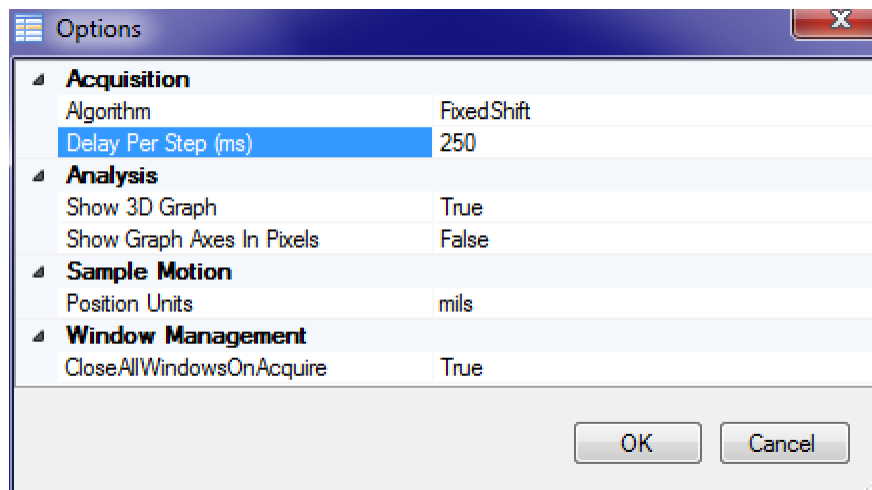 Options
Acquisition
Algorithm FixedShift
Delay Per Step (ms) 250
Analysis
Show 3D Graph True
Show Graph Axes In Pixels False
Sample Motion
Position Units mils
Window Management
CloseAllWindowsOnAcquire True
OK Cancel